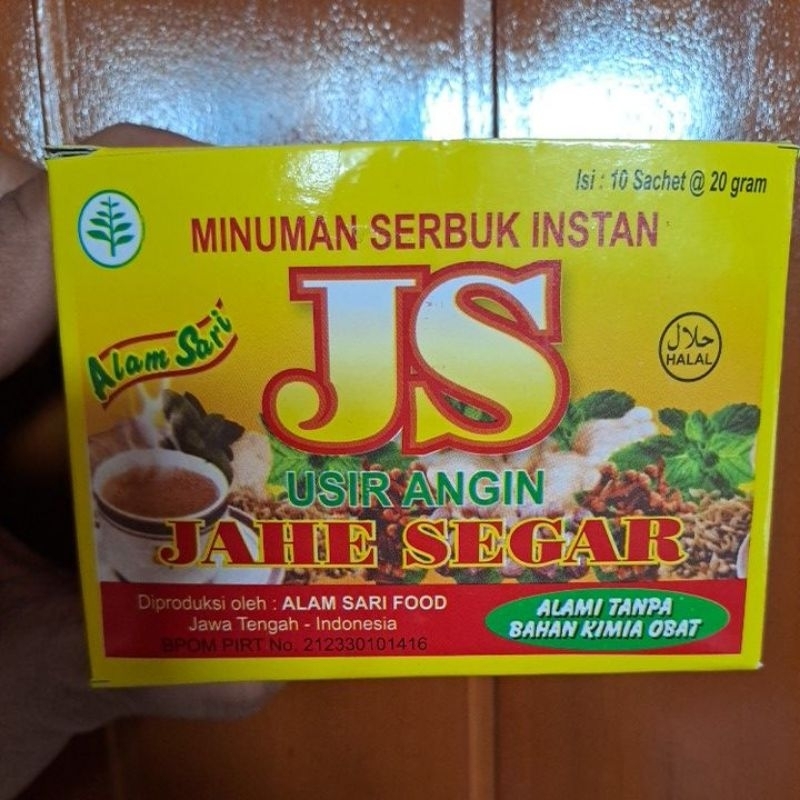 Isi : 10 Sachet @ 20 gram
MINUMAN SERBUK INSTAN
JS
Alam Sari
حلال
HALAL
USIR ANGIN
JAHE SEGAR
Diproduksi oleh : ALAM SARI FOOD
Jawa Tengah - Indonesia
BPOM PIRT No. 212330101416
ALAMI TANPA
BAHAN KIMIA OBAT